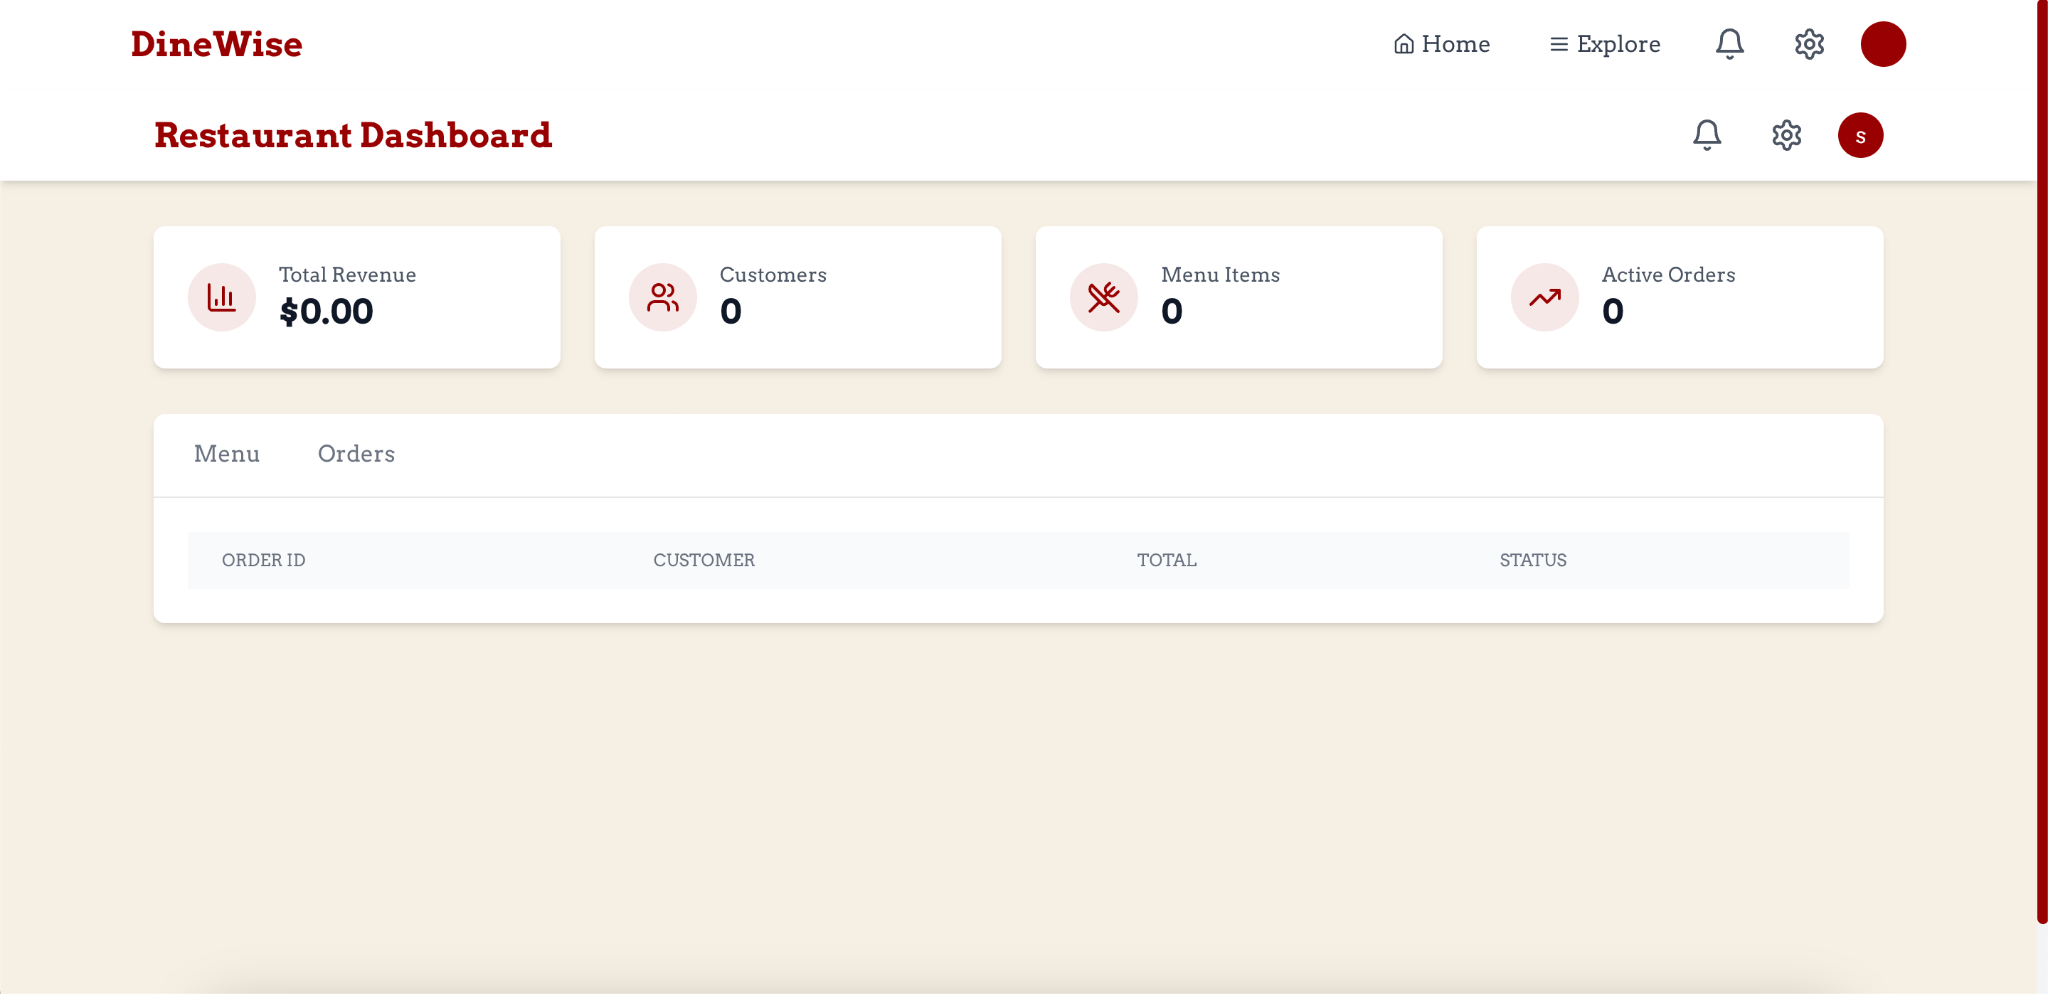 DineWise Home Explore
Restaurant Dashboard S
Total Revenue
$0.00
Customers
0
Menu Items
0
Active Orders
0
Menu Orders
ORDER ID CUSTOMER TOTAL STATUS